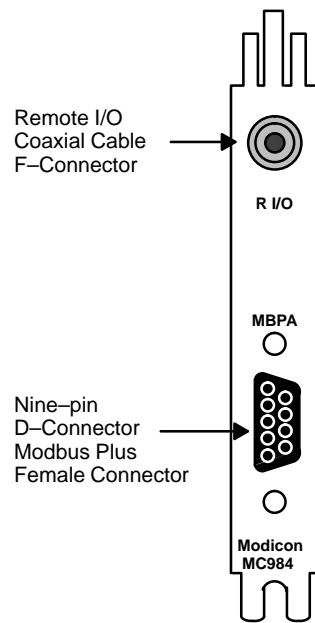 Remote I/O
Coaxial Cable
F–Connector
R I/O
MBPA
Nine–pin
D–Connector
Modbus Plus
Female Connector
Modicon
MC984